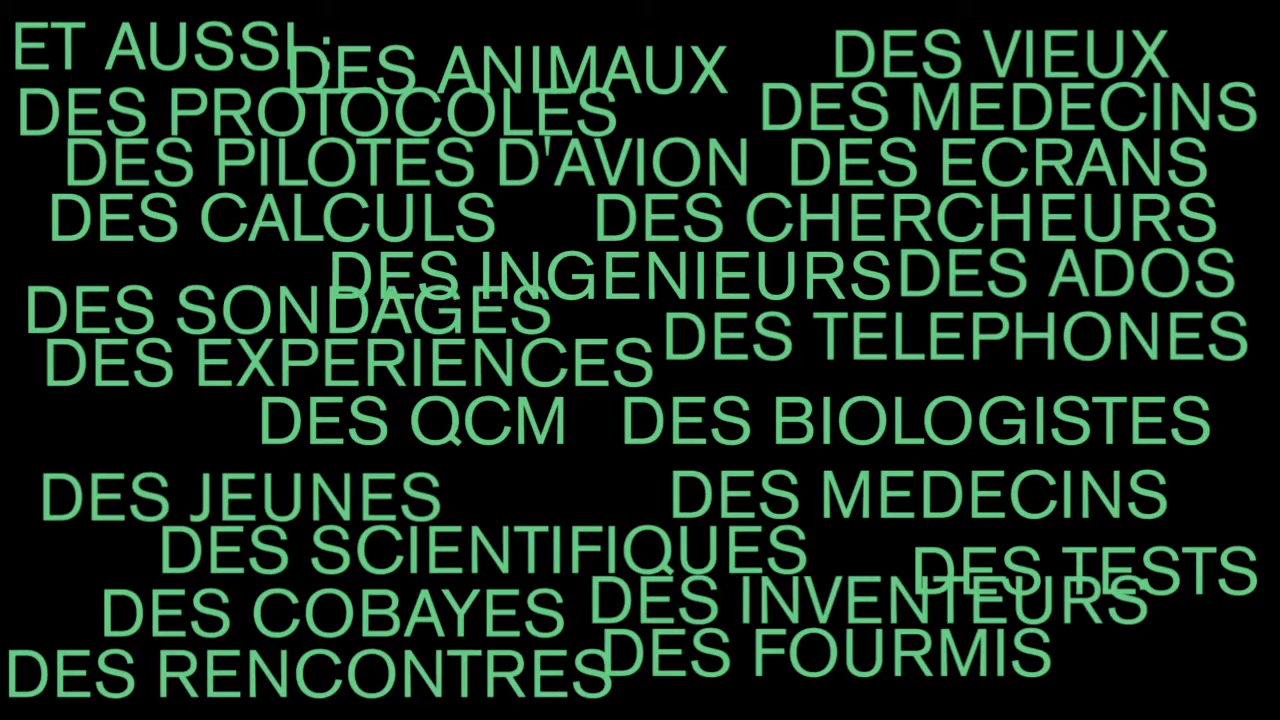 ET AUSSI :
DES ANIMAUX
DES VIEUX
DES PROTOCOLES
DES MEDECINS
DES PILOTES D'AVION
DES ECRANS
DES CALCULS
DES CHERCHEURS
DES INGENIEURS
DES ADOS
DES SONDAGES
DES TELEPHONES
DES EXPERIENCES
DES QCM
DES BIOLOGISTES
DES JEUNES
DES MEDECINS
DES SCIENTIFIQUES
DES TESTS
DES COBAYES
DES INVENTEURS
DES FOURMIS
DES RENCONTRES